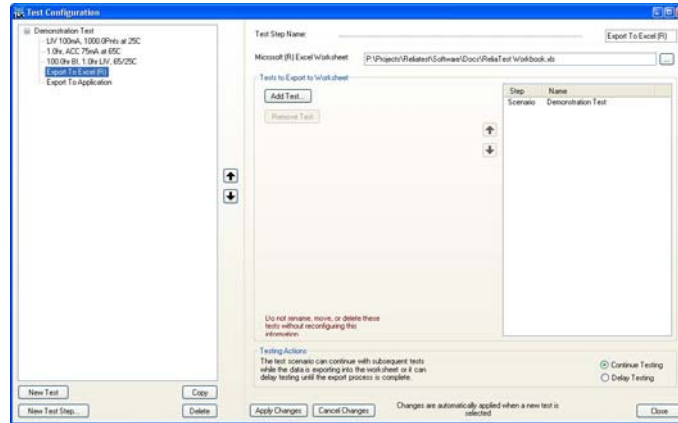 Test Configuration
Demonstration Test
LIV 100mA, 1000.0Pnts at 25C
1.0hr, ACC 75mA at 65C
100.0hr BI, 1.0hr LIV, 65/25C
Export To Excel (R)
Export To Application
New Test
Copy
New Test Step...
Delete
Test Step Name:
Export To Excel (R)
Microsoft (R) Excel Worksheet
P:\Projects\Reliatest\Software\Docs\ReliaTest Workbook.xls
...
Tests to Export to Worksheet
Add Test...
Remove Test
Step Name
Scenario Demonstration Test
Do not rename, move, or delete these
tests without reconfiguring this
information
Testing Actions
The test scenario can continue with subsequent tests
while the data is exporting into the worksheet or it can
delay testing until the export process is complete.
Continue Testing
Delay Testing
Apply Changes
Cancel Changes
Changes are automatically applied when a new test is
selected
Close